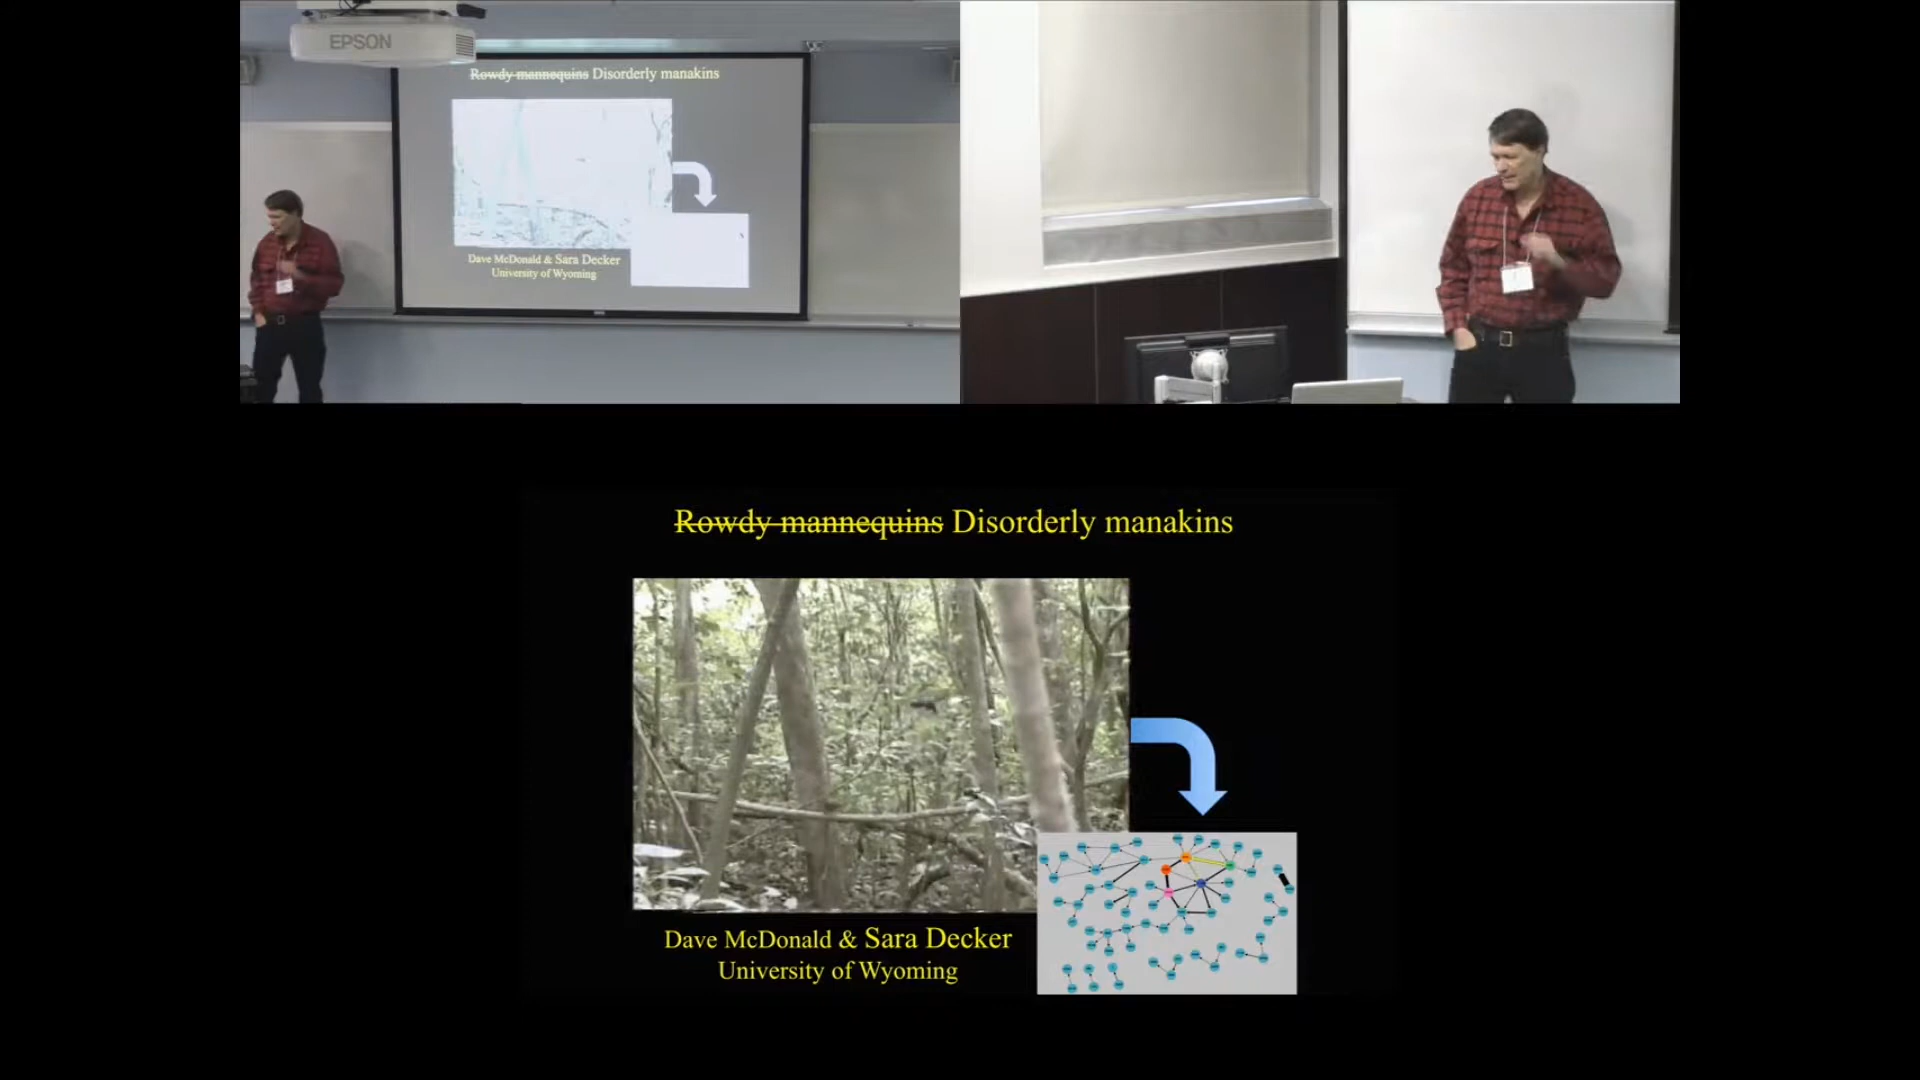 EPSON
Rowdy mannequins Disorderly manakins
Dave McDonald & Sara Decker
University of Wyoming
Rowdy mannequins Disorderly manakins
Dave McDonald & Sara Decker
University of Wyoming